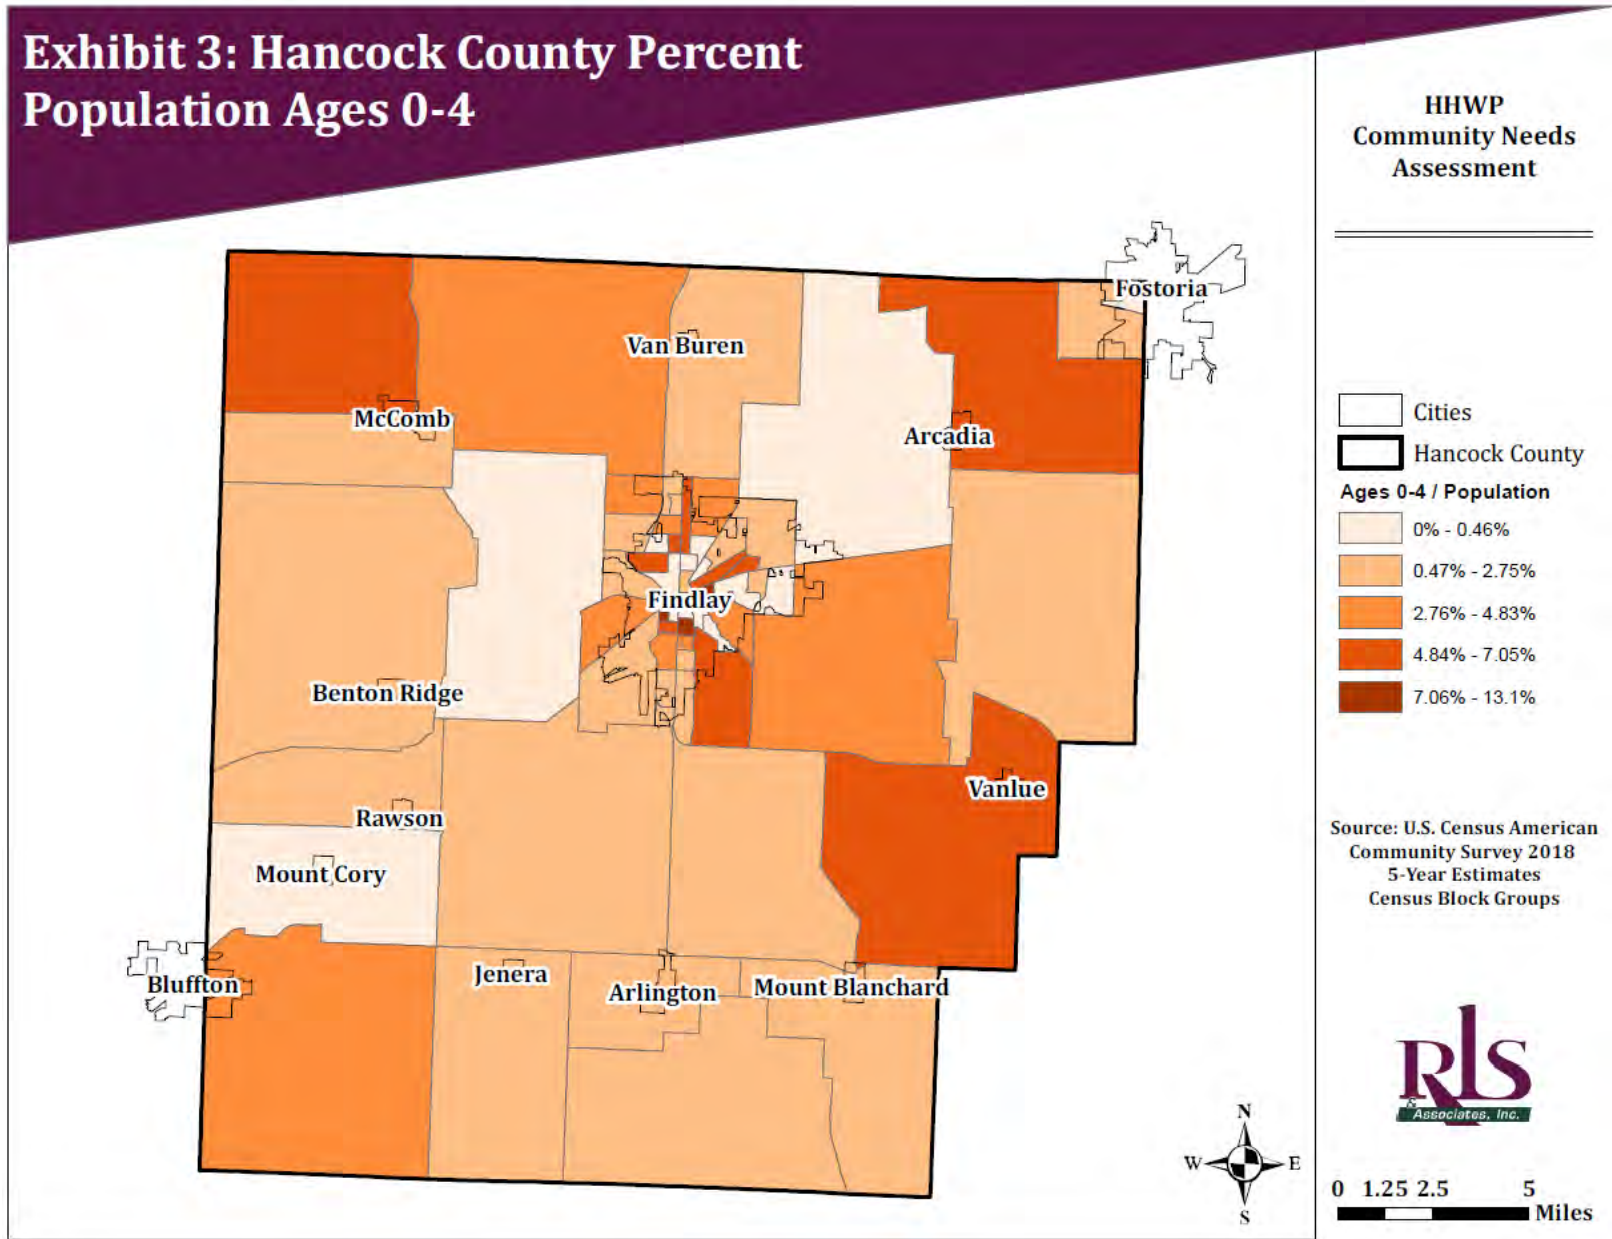 Exhibit 3: Hancock County Percent
Population Ages 0-4
HHWP
Community Needs
Assessment
Fostoria
Van Buren
McComb
Arcadia
Findlay
Benton Ridge
Vanlue
Rawson
Mount Cory
Bluffton
Jenera
Arlington
Mount Blanchard
Cities
Hancock County
Ages 0-4 / Population
0% - 0.46%
0.47% - 2.75%
2.76% - 4.83%
4.84% - 7.05%
7.06% - 13.1%
Source: U.S. Census American
Community Survey 2018
5-Year Estimates
Census Block Groups
RLS
& Associates, Inc.
N
W E
S
0 1.25 2.5 5
Miles